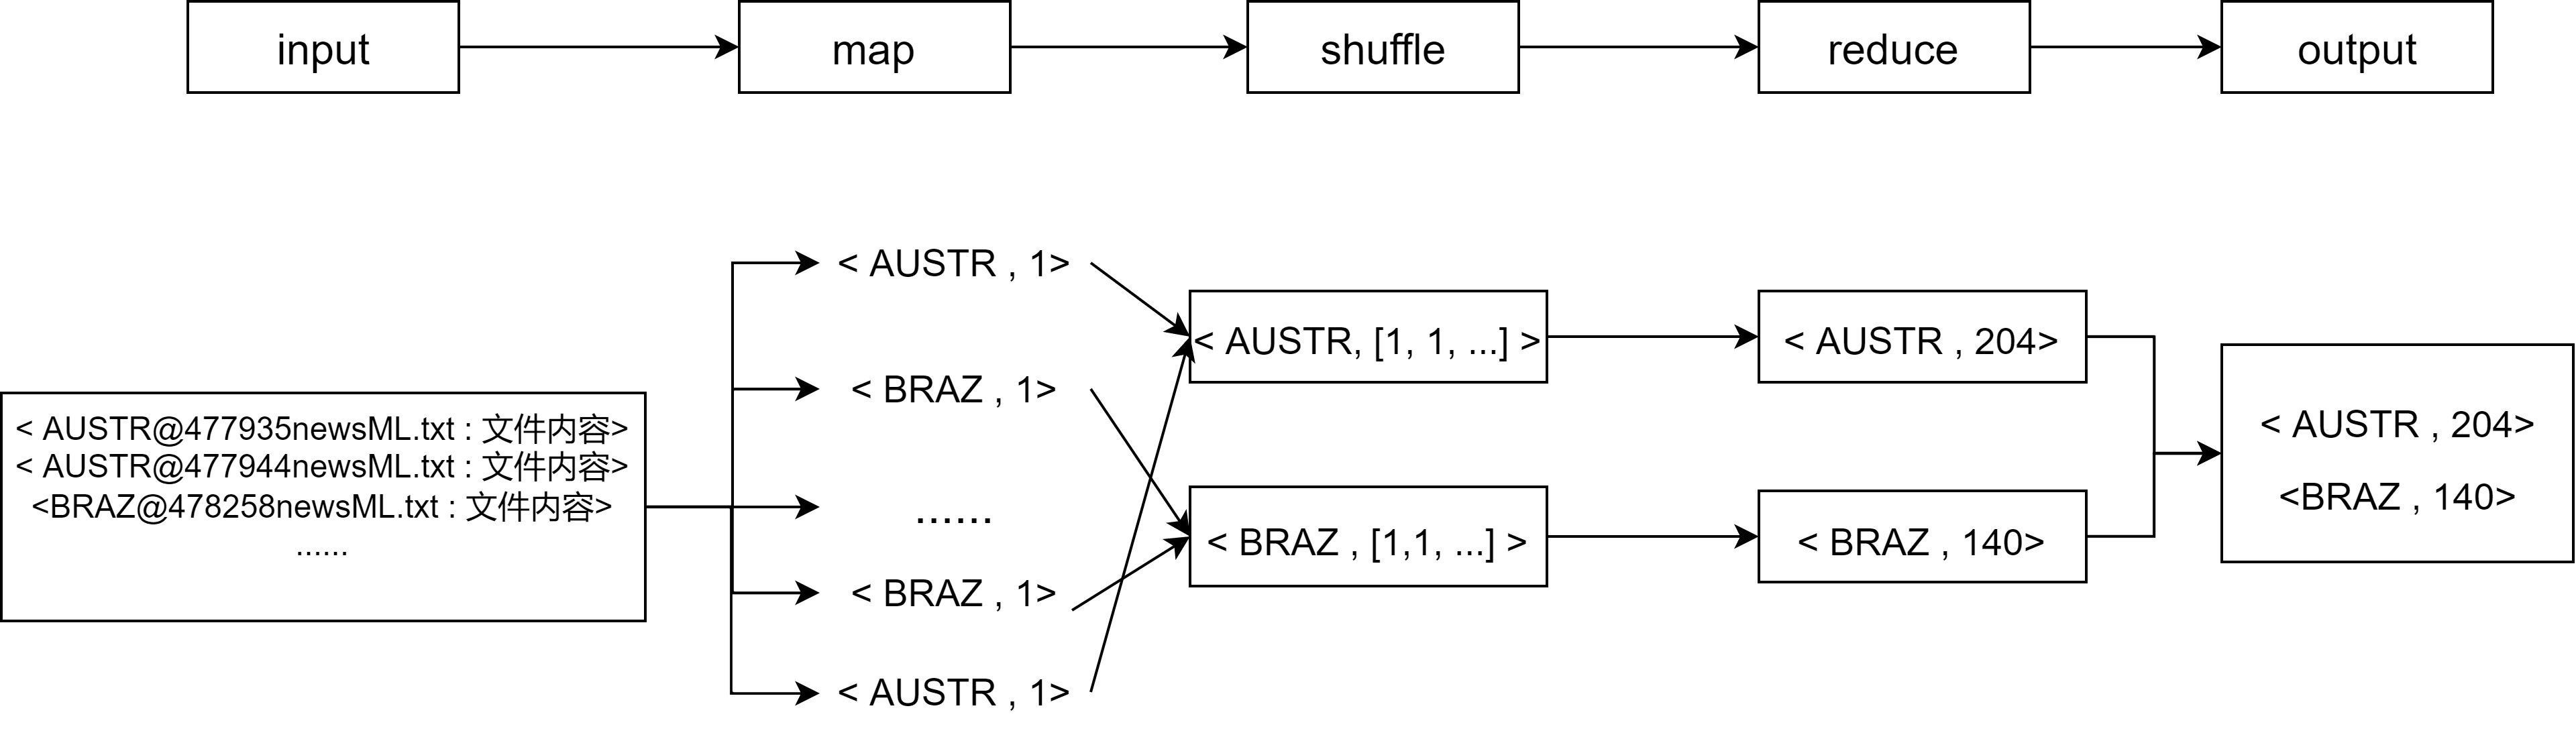 input
map
shuffle
reduce
output
< AUSTR@477935newsML.txt : 文件内容>
< AUSTR@477944newsML.txt : 文件内容>
<BRAZ@478258newsML.txt : 文件内容>
......
< AUSTR , 1>
< BRAZ , 1>
......
< BRAZ , 1>
< AUSTR , 1>
< AUSTR, [1, 1, ...] >
< BRAZ , [1,1, ...] >
< AUSTR , 204>
< BRAZ , 140>
< AUSTR , 204>
<BRAZ , 140>